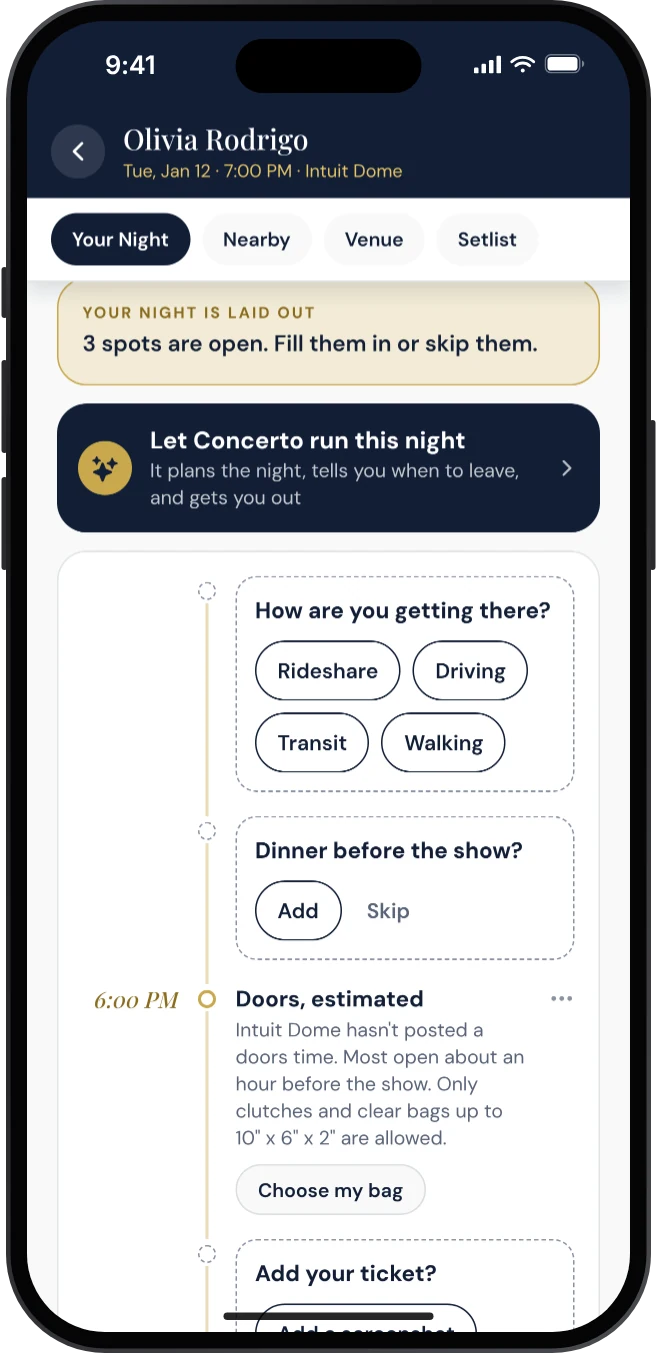 9:41
Olivia Rodrigo
Tue, Jan 12 · 7:00 PM · Intuit Dome
Your Night
Nearby
Venue
Setlist
YOUR NIGHT IS LAID OUT
3 spots are open. Fill them in or skip them.
Let Concerto run this night
It plans the night, tells you when to leave,
and gets you out
How are you getting there?
Rideshare
Driving
Transit
Walking
Dinner before the show?
Add
Skip
6:00 PM
Doors, estimated
Intuit Dome hasn't posted a
doors time. Most open about an
hour before the show. Only
clutches and clear bags up to
10" x 6" x 2" are allowed.
Choose my bag
Add your ticket?
Add a screenshot